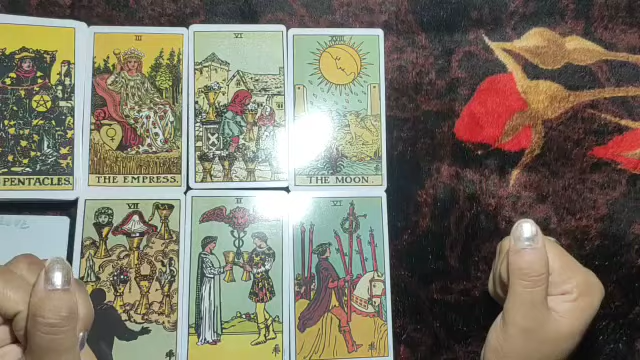 III
VI
XVIII
PENTACLES.
THE EMPRESS.
THE MOON.
VII
II
VI